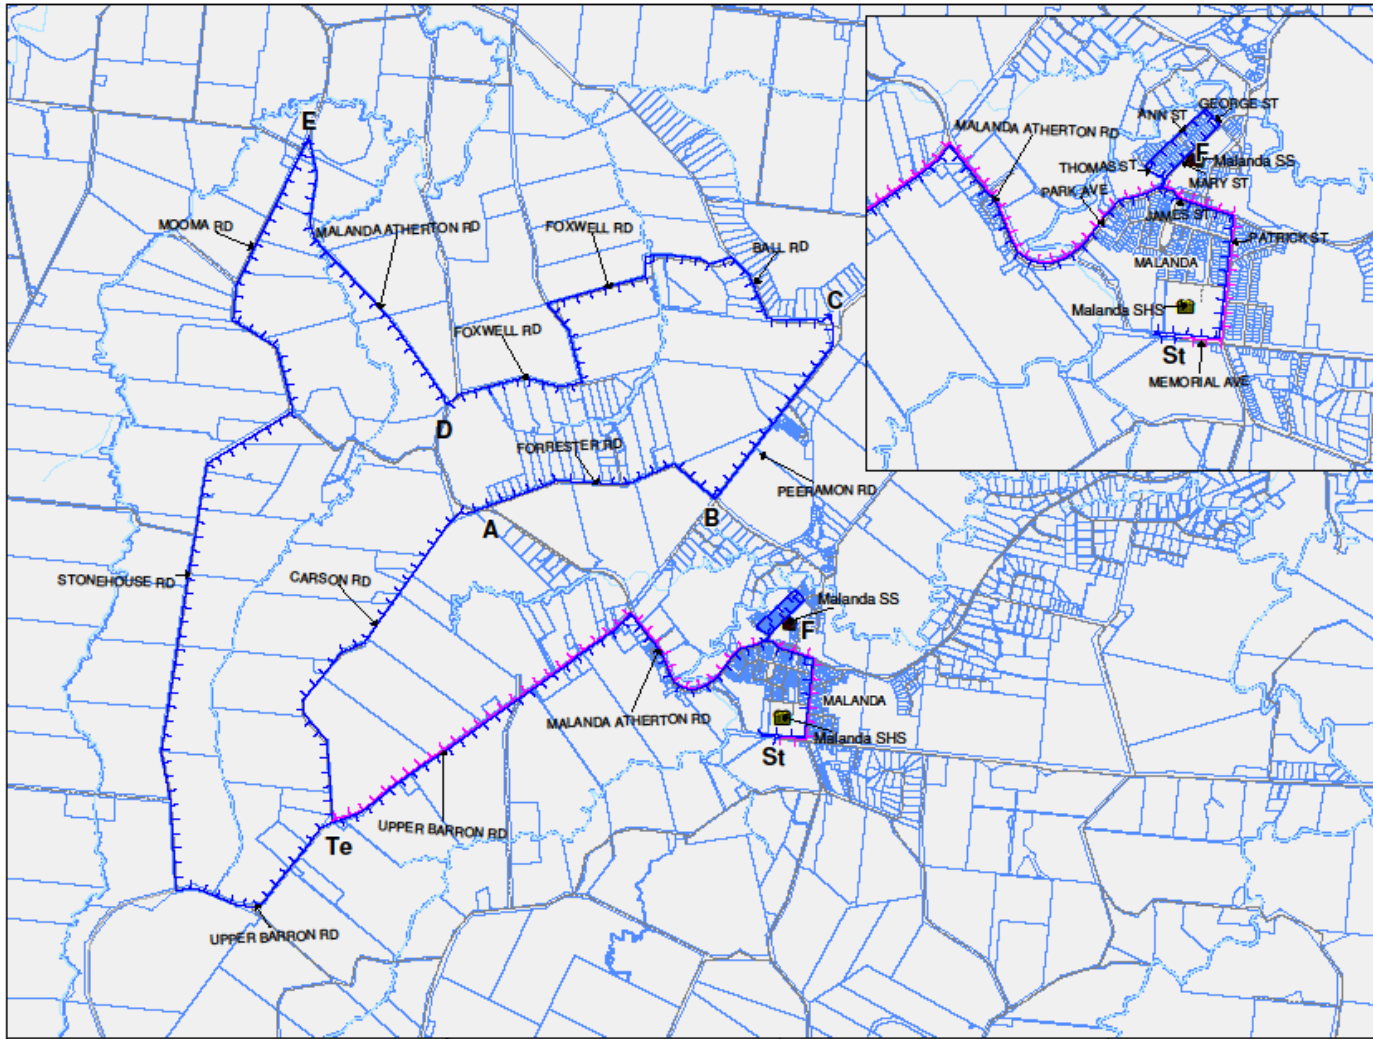 E
MOOMA RD
MALANDA ATHERTON RD
FOXWELL RD
BALL RD
C
FOXWELL RD
D
FORRESTER RD
PEERAMON RD
B
A
STONEHOUSE RD
CARSON RD
Malanda SS
F
MALANDA
MALANDA ATHERTON RD
Malanda SHS
St
UPPER BARRON RD
Te
UPPER BARRON RD
GEORGE ST
ANN ST
MALANDA ATHERTON RD
F
Malanda SS
THOMAS ST
MARY ST
PARK AVE
JAMES ST
PATRICK ST
MALANDA
Malanda SHS
St
MEMORIAL AVE